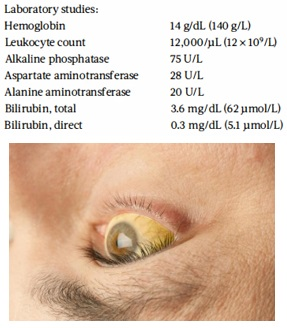 Laboratory studies:
Hemoglobin 14 g/dL (140 g/L)
Leukocyte count 12,000/µL (12 × 10⁹/L)
Alkaline phosphatase 75 U/L
Aspartate aminotransferase 28 U/L
Alanine aminotransferase 20 U/L
Bilirubin, total 3.6 mg/dL (62 µmol/L)
Bilirubin, direct 0.3 mg/dL (5.1 µmol/L)